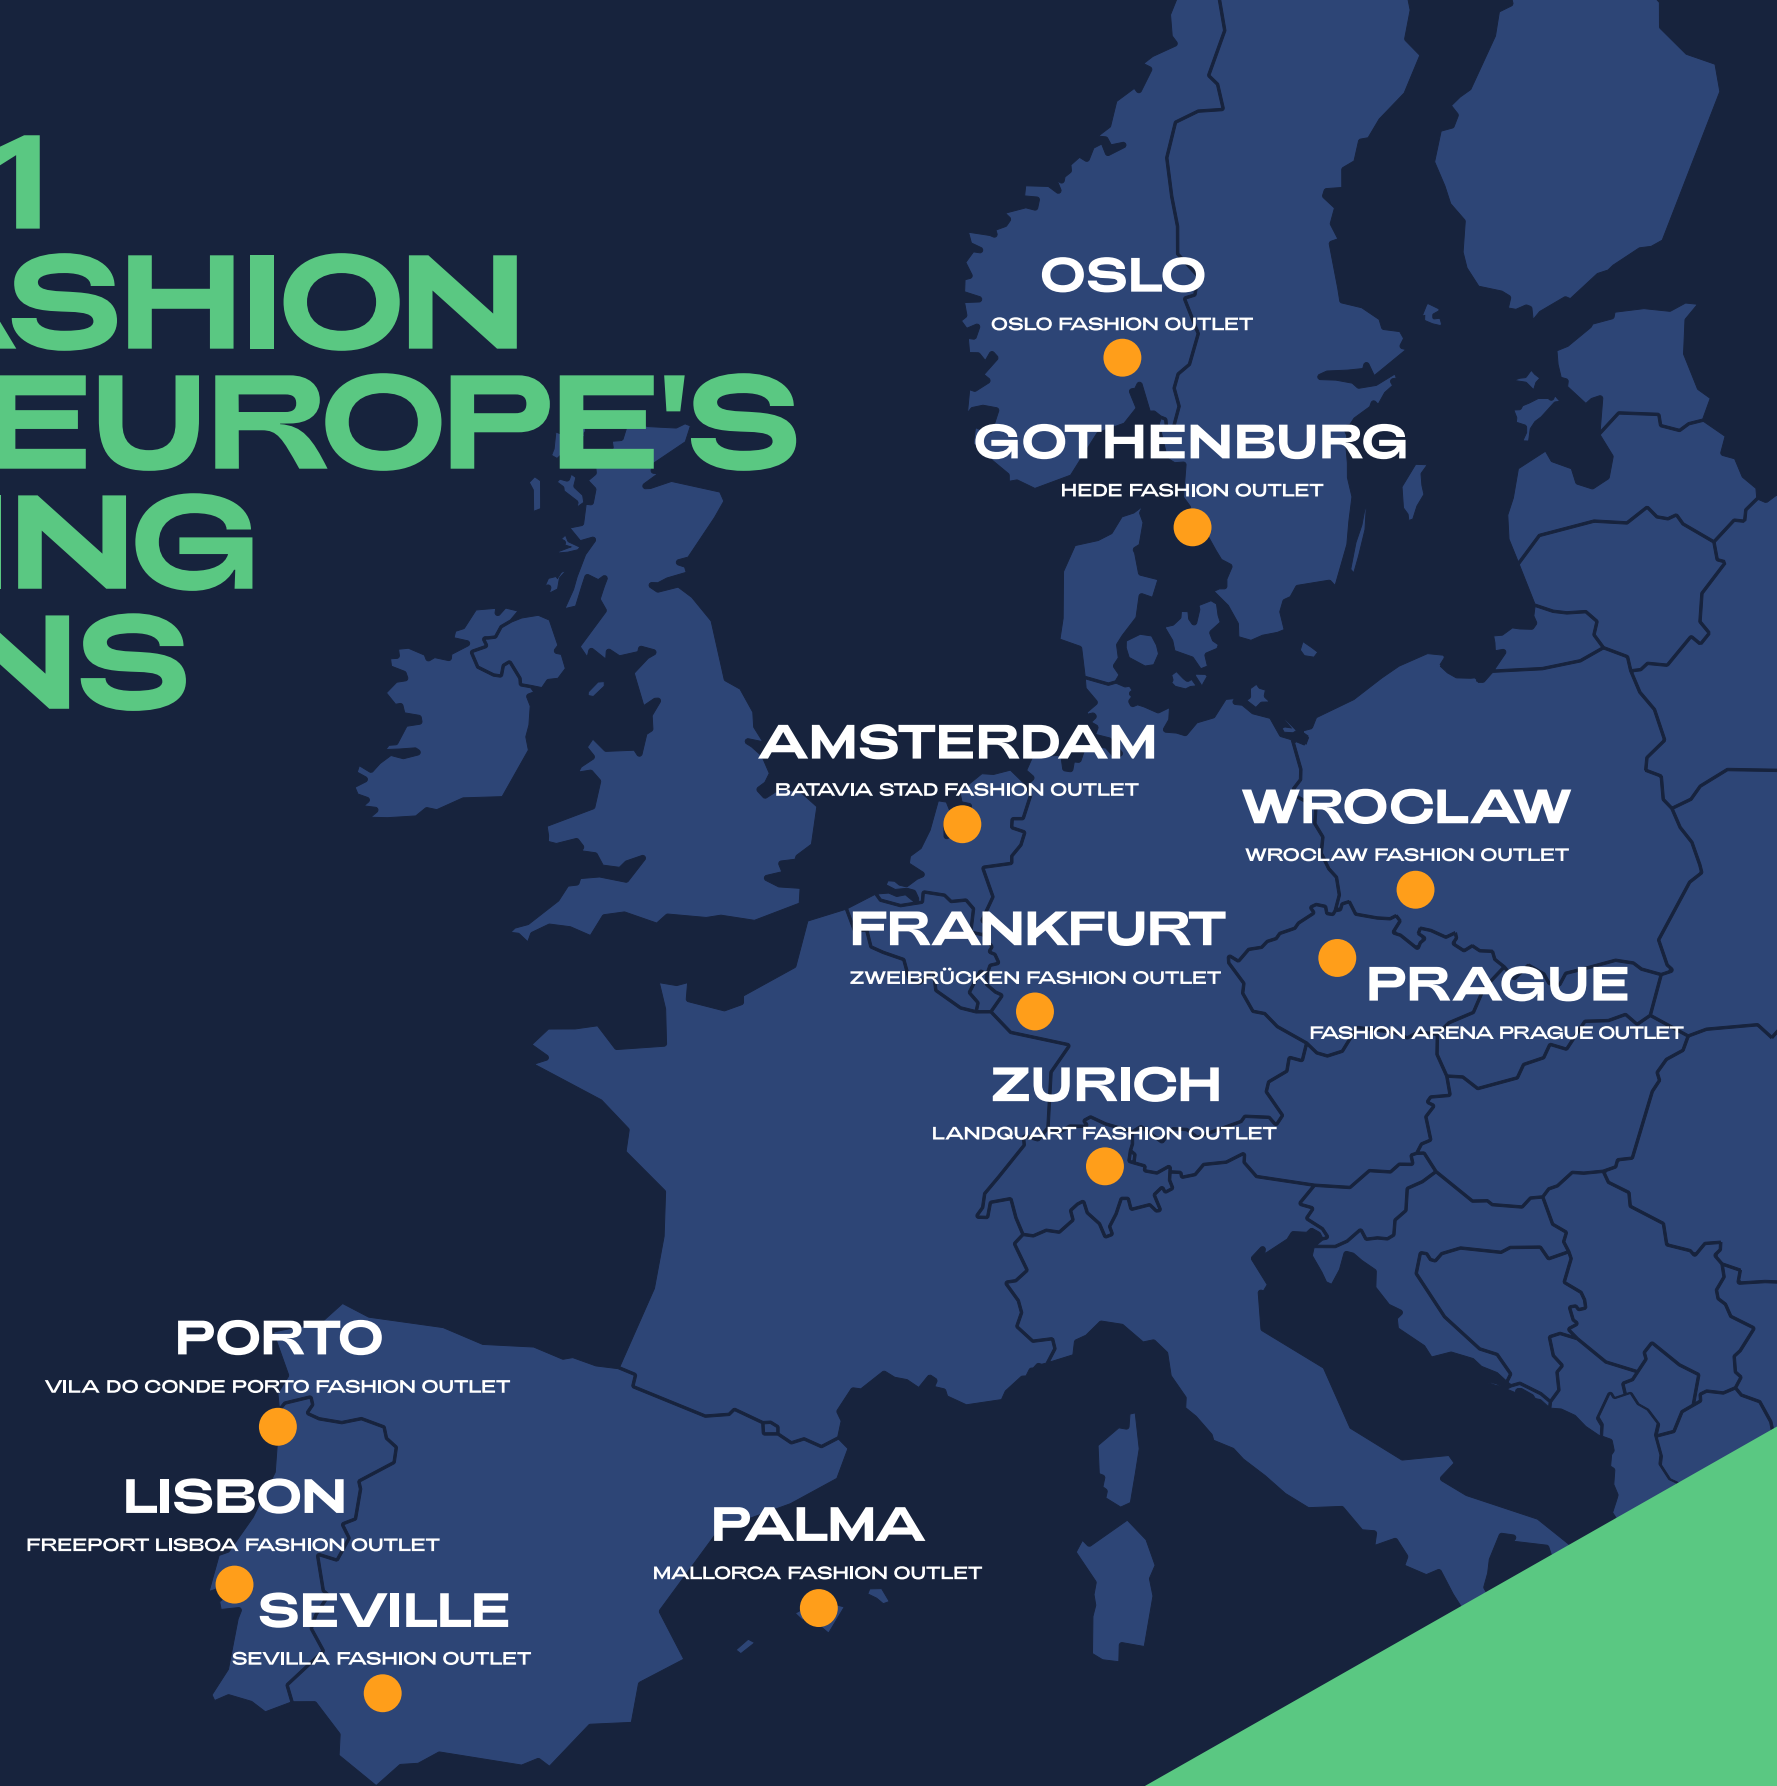 1
ASHION
EUROPE'S
ING
NS
OSLO
OSLO FASHION OUTLET
GOTHENBURG
HEDE FASHION OUTLET
AMSTERDAM
BATAVIA STAD FASHION OUTLET
WROCLAW
WROCLAW FASHION OUTLET
FRANKFURT
ZWEIBRÜCKEN FASHION OUTLET
PRAGUE
FASHION ARENA PRAGUE OUTLET
ZURICH
LANDQUART FASHION OUTLET
PORTO
VILA DO CONDE PORTO FASHION OUTLET
LISBON
FREEPORT LISBOA FASHION OUTLET
PALMA
MALLORCA FASHION OUTLET
SEVILLE
SEVILLA FASHION OUTLET